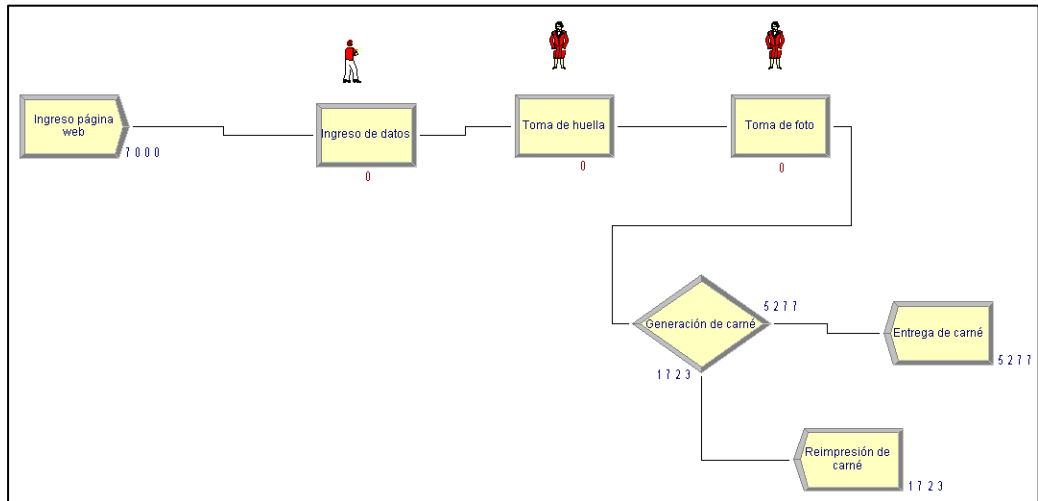 Ingreso página
web
7000
Ingreso de datos
0
Toma de huella
0
Toma de foto
0
Generación de carné
5277
1723
Entrega de carné
5277
Reimpresión de
carné
1723